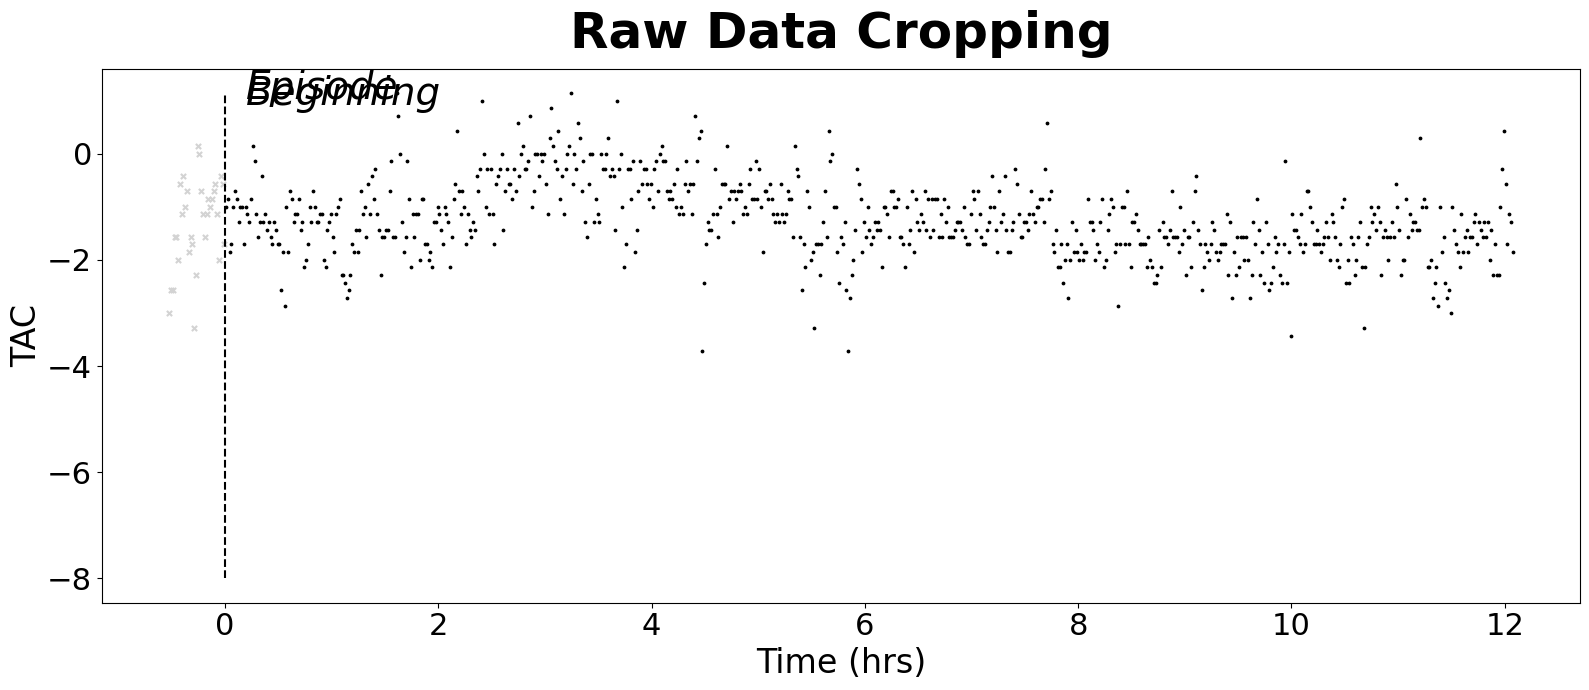 Raw Data Cropping
Episode
Beginning
0
−2
−4
−6
−8
TAC
0 2 4 6 8 10 12
Time (hrs)